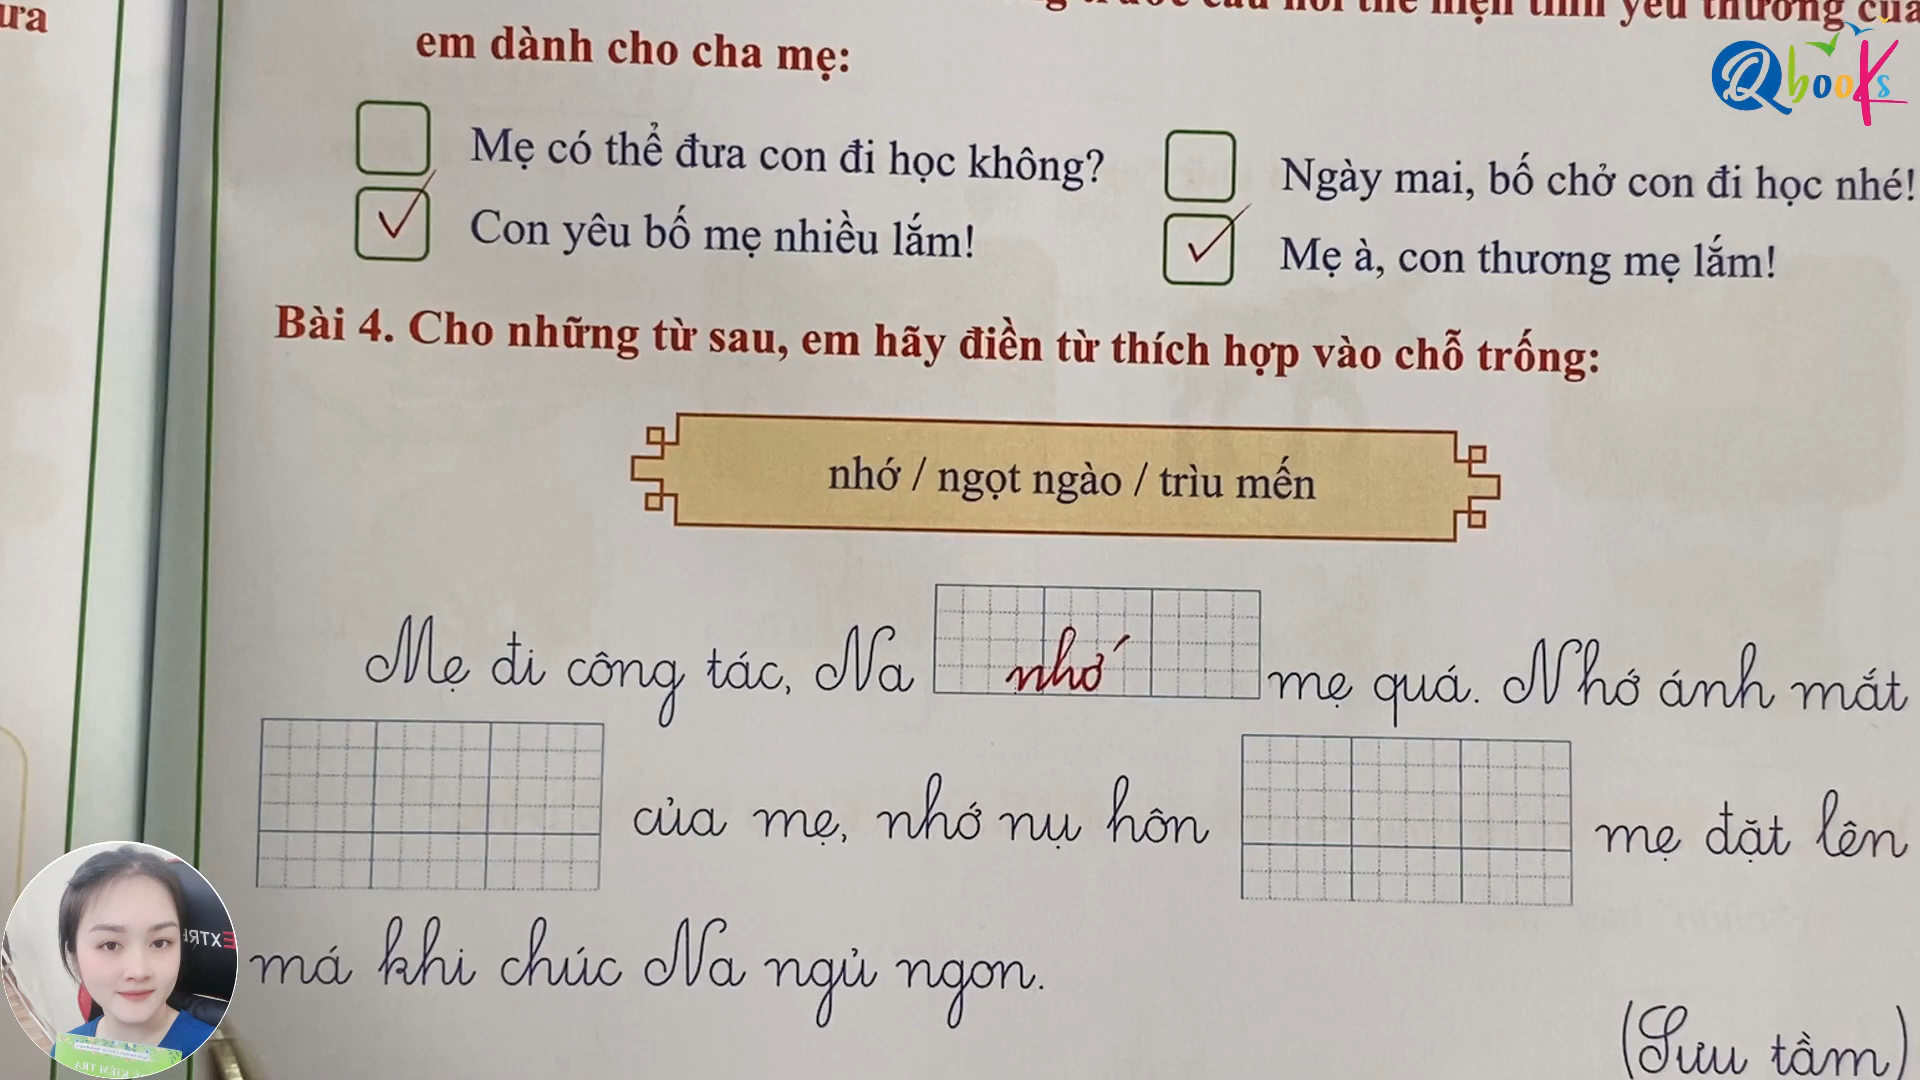 ưa
em dành cho cha mẹ:
Qbooks
Mẹ có thể đưa con đi học không?
Ngày mai, bố chở con đi học nhé!
Con yêu bố mẹ nhiều lắm!
Mẹ à, con thương mẹ lắm!
Bài 4. Cho những từ sau, em hãy điền từ thích hợp vào chỗ trống:
nhớ / ngọt ngào / trìu mến
Mẹ đi công tác, Na nhớ mẹ quá. Nhớ ánh mắt
của mẹ, nhớ nụ hôn mẹ đặt lên
má khi chúc Na ngủ ngon.
(Sưu tầm)